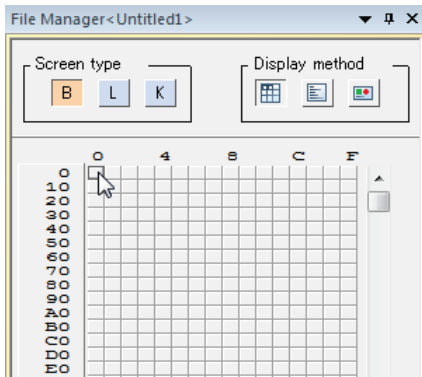 File Manager<Untitled1>
Screen type
Display method
B L K
0 4 8 C F
0
10
20
30
40
50
60
70
80
90
A0
B0
C0
D0
E0